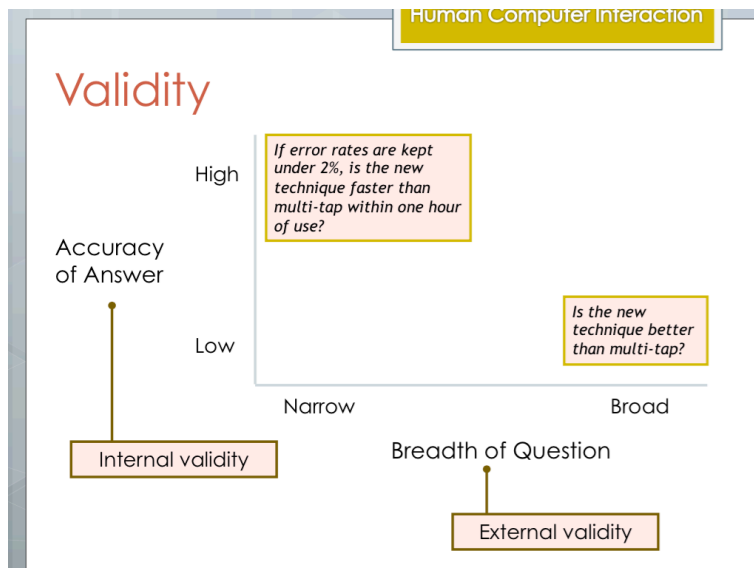 Human Computer Interaction
Validity
High
If error rates are kept
under 2%, is the new
technique faster than
multi-tap within one hour
of use?
Accuracy
of Answer
Is the new
technique better
than multi-tap?
Low
Narrow
Broad
Internal validity
Breadth of Question
External validity